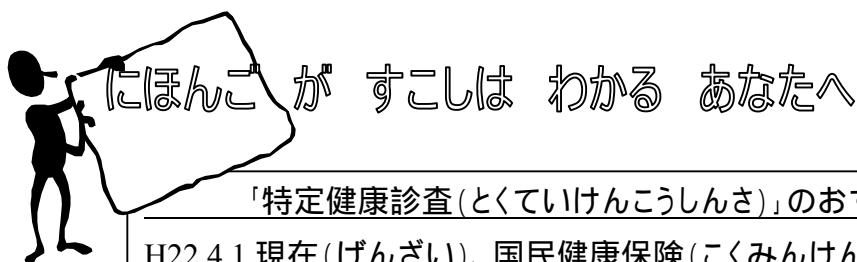 にほんご が すこしは わかる あなたへ
「特定健康診査(とくていけんこうしんさ)」のおす
H22.4.1 現在(げんざい)、国民健康保険(こくみんけん